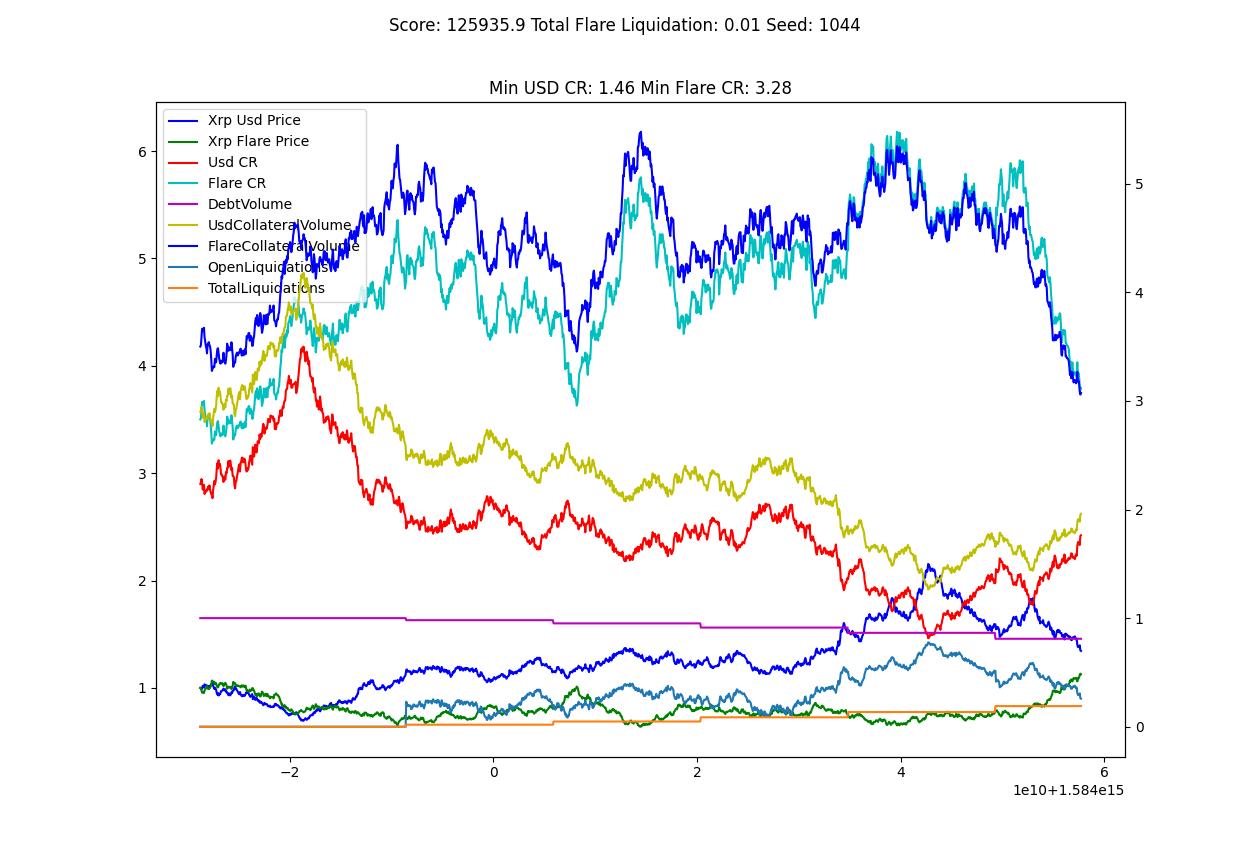 Score: 125935.9 Total Flare Liquidation: 0.01 Seed: 1044
Min USD CR: 1.46 Min Flare CR: 3.28
Xrp Usd Price
Xrp Flare Price
Usd CR
Flare CR
DebtVolume
UsdCollateralVolume
FlareCollateralVolume
OpenLiquidations
TotalLiquidations
6
5
4
3
2
1
5
4
3
2
1
0
−2
0
2
4
6
1e10+1.584e15